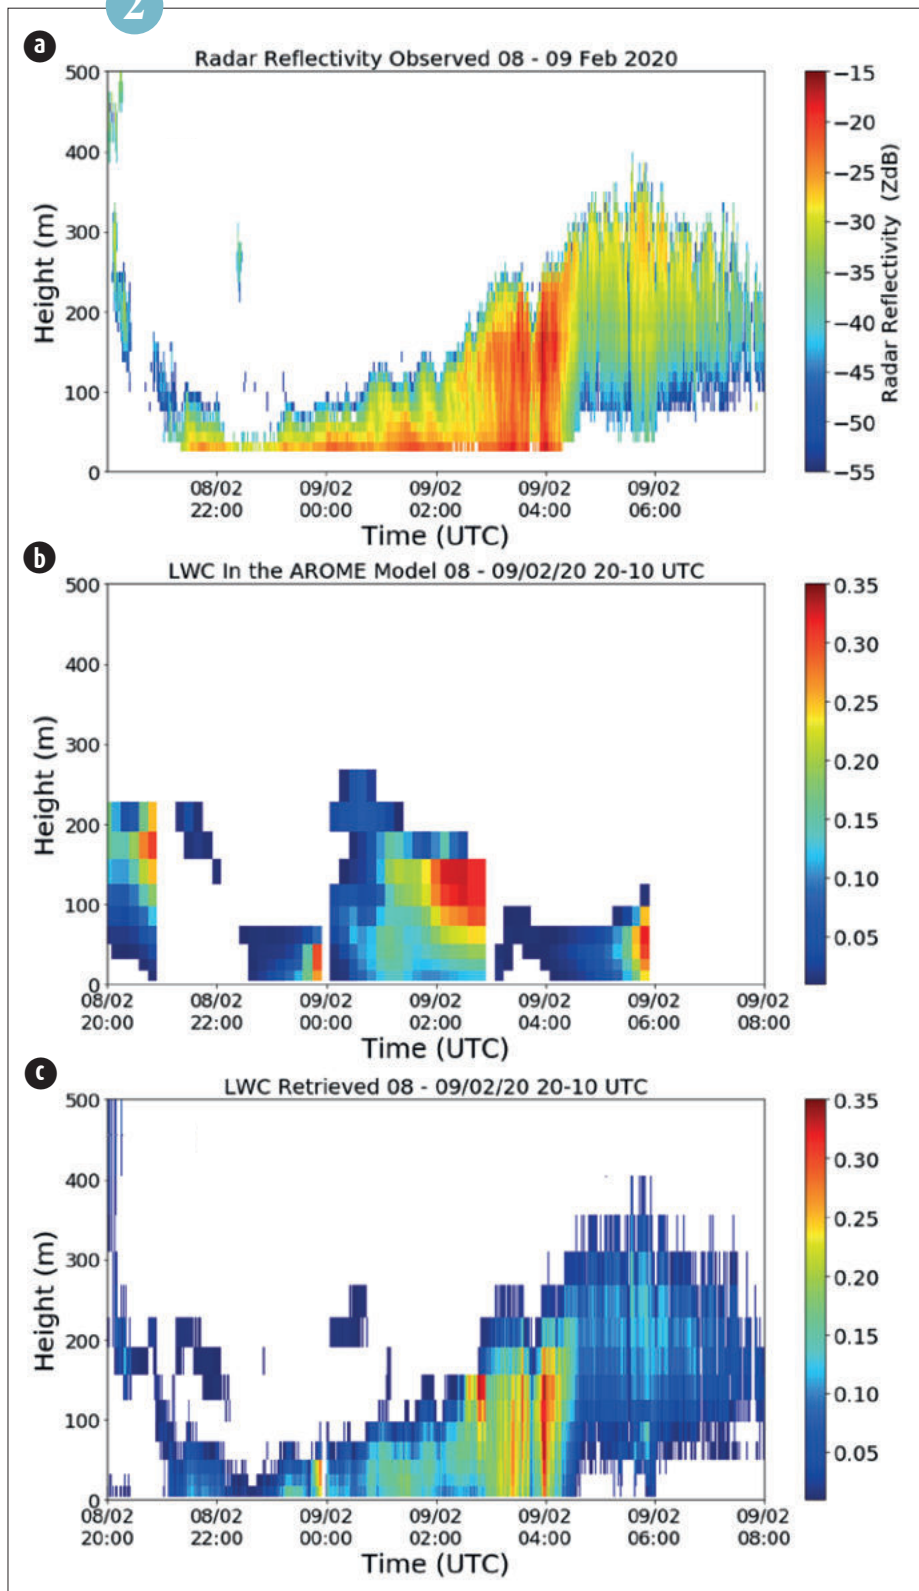 2
a
Radar Reflectivity Observed 08 - 09 Feb 2020
500
400
300
200
100
0
Height (m)
08/02 09/02 09/02 09/02 09/02
22:00 00:00 02:00 04:00 06:00
Time (UTC)
−15
−20
−25
−30
−35
−40
−45
−50
−55
Radar Reflectivity (ZdB)
b
LWC In the AROME Model 08 - 09/02/20 20-10 UTC
500
400
300
200
100
0
Height (m)
08/02 08/02 09/02 09/02 09/02 09/02 09/02
20:00 22:00 00:00 02:00 04:00 06:00 08:00
Time (UTC)
0.35
0.30
0.25
0.20
0.15
0.10
0.05
c
LWC Retrieved 08 - 09/02/20 20-10 UTC
500
400
300
200
100
0
Height (m)
08/02 08/02 09/02 09/02 09/02 09/02 09/02
20:00 22:00 00:00 02:00 04:00 06:00 08:00
Time (UTC)
0.35
0.30
0.25
0.20
0.15
0.10
0.05